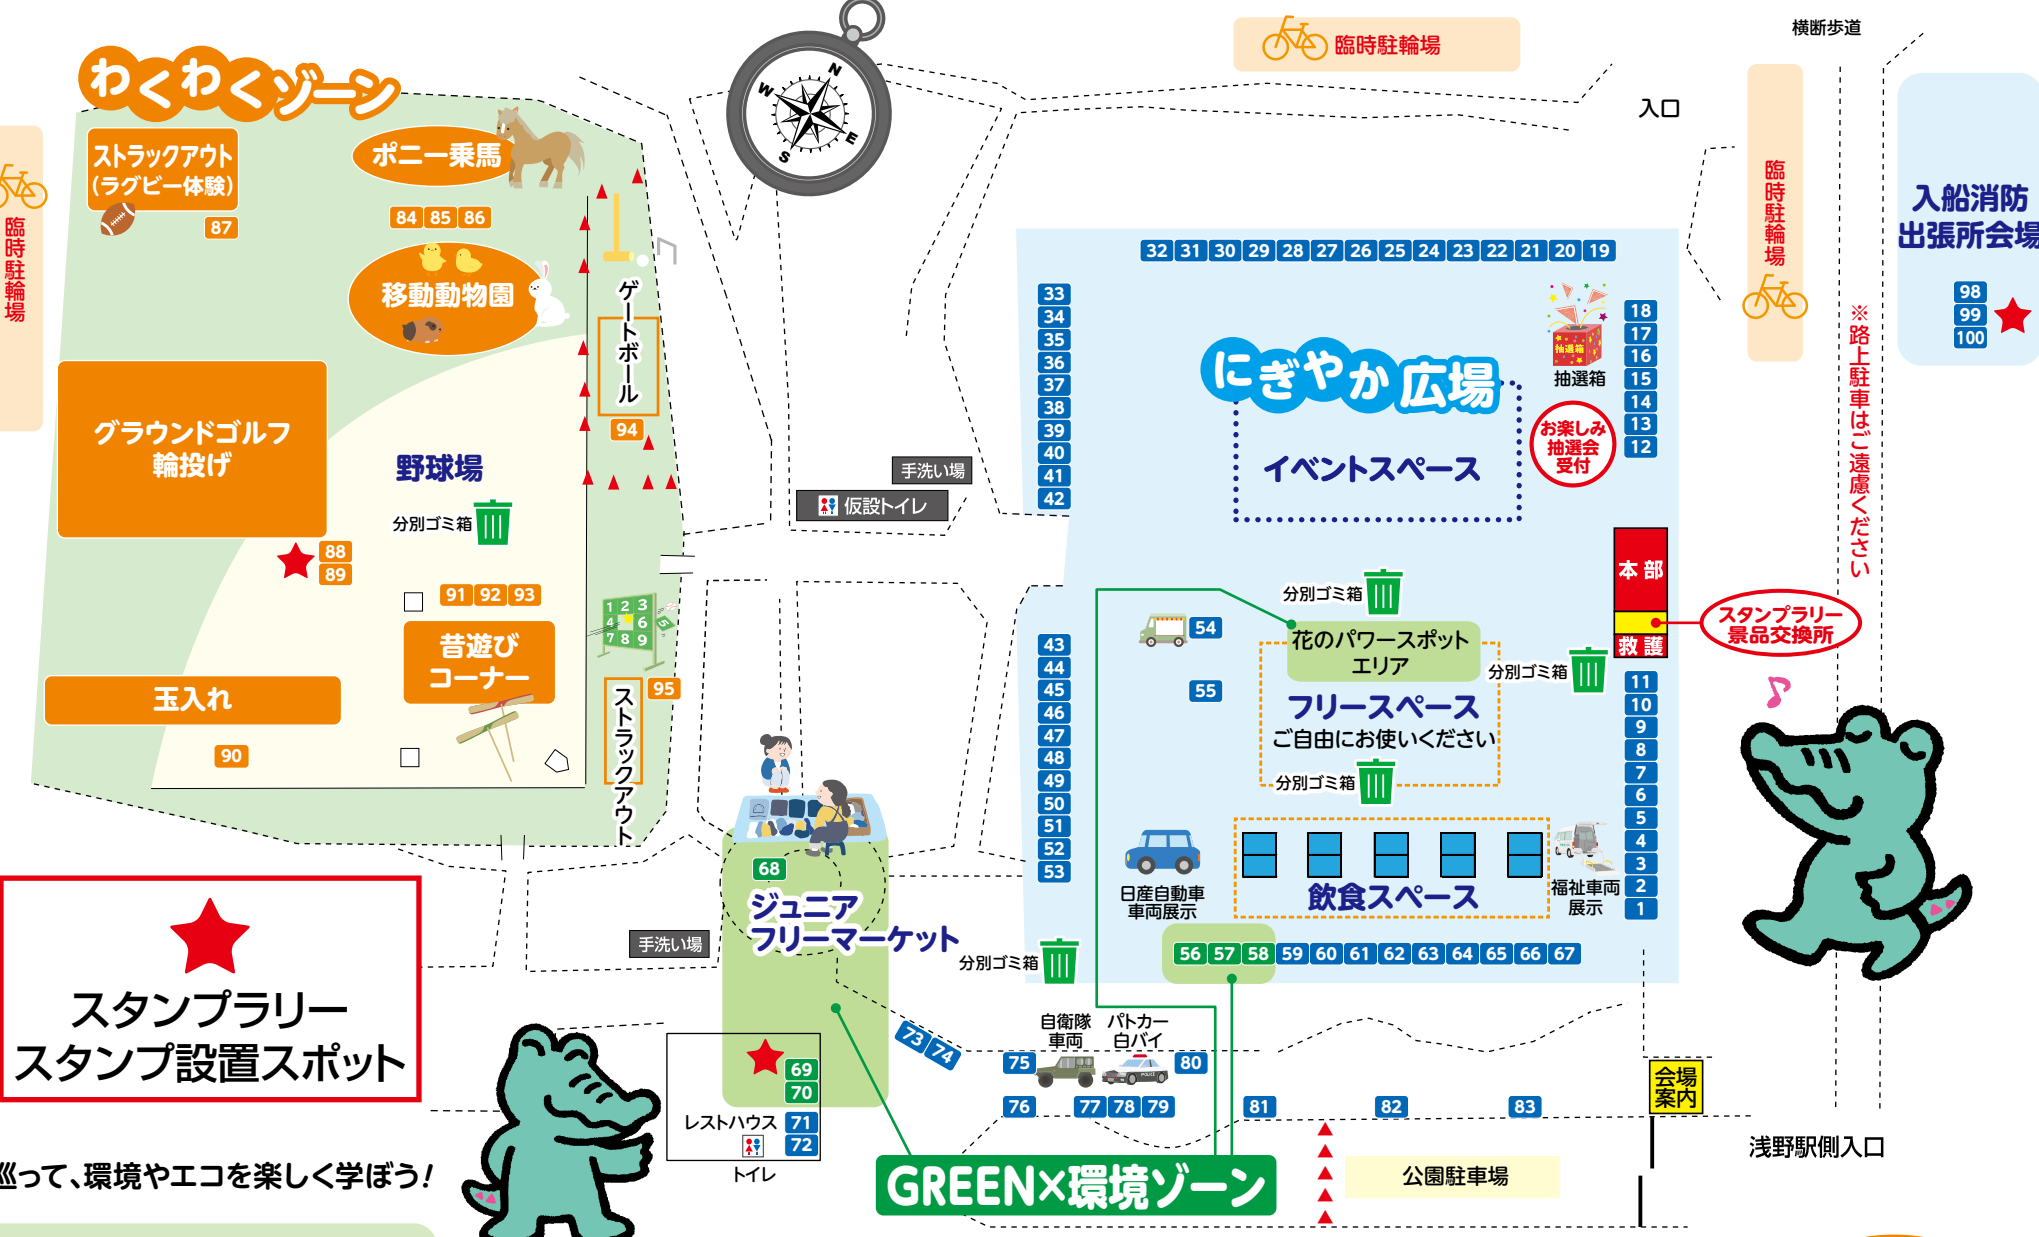 横断歩道
臨時駐輪場
入口
N
W
E
S
わくわくゾーン
ストラックアウト
(ラグビー体験)
87
ポニー乗馬
84 85 86
移動動物園
臨時駐輪場
ゲートボール
94
グラウンドゴルフ
輪投げ
野球場
分別ゴミ箱
88
89
91 92 93
昔遊び
コーナー
玉入れ
90
1 2 3
4 6
7 8 9
5
95
ストラックアウト
手洗い場
仮設トイレ
32 31 30 29 28 27 26 25 24 23 22 21 20 19
33
34
35
36
37
38
39
40
41
42
にぎやか広場
イベントスペース
抽選箱
抽選箱
お楽しみ
抽選会
受付
18
17
16
15
14
13
12
臨時駐輪場
※路上駐車はご遠慮ください
入船消防
出張所会場
98
99
100
本部
救護
スタンプラリー
景品交換所
分別ゴミ箱
54
55
花のパワースポット
エリア
分別ゴミ箱
フリースペース
ご自由にお使いください
分別ゴミ箱
43
44
45
46
47
48
49
50
51
52
53
11
10
9
8
7
6
5
4
3
2
1
日産自動車
車両展示
飲食スペース
福祉車両
展示
56 57 58 59 60 61 62 63 64 65 66 67
68
ジュニア
フリーマーケット
手洗い場
分別ゴミ箱
スタンプラリー
スタンプ設置スポット
73 74
自衛隊
車両
パトカー
白バイ
POLICE
75
80
76
77 78 79
81
82
83
69
70
レストハウス
71
72
トイレ
会場
案内
浅野駅側入口
公園駐車場
GREEN×環境ゾーン
巡って、環境やエコを楽しく学ぼう!